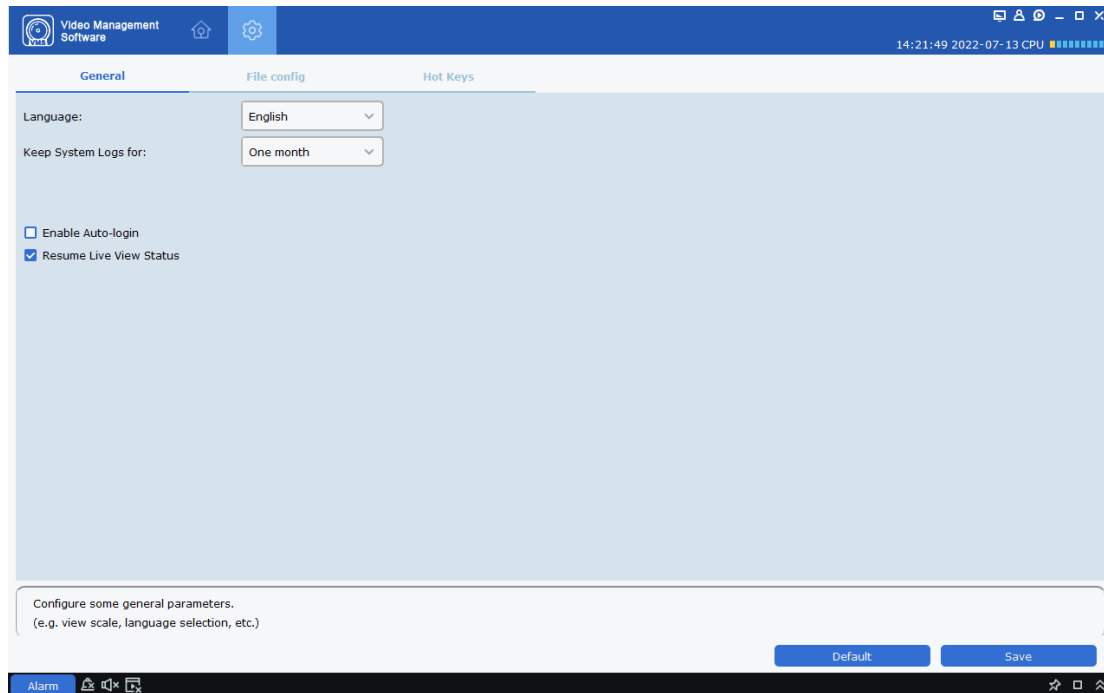 Video Management
Software
VMS
14:21:49 2022-07-13 CPU
General
File config
Hot Keys
Language:
English
Keep System Logs for:
One month
Enable Auto-login
Resume Live View Status
Configure some general parameters.
(e.g. view scale, language selection, etc.)
Default
Save
Alarm